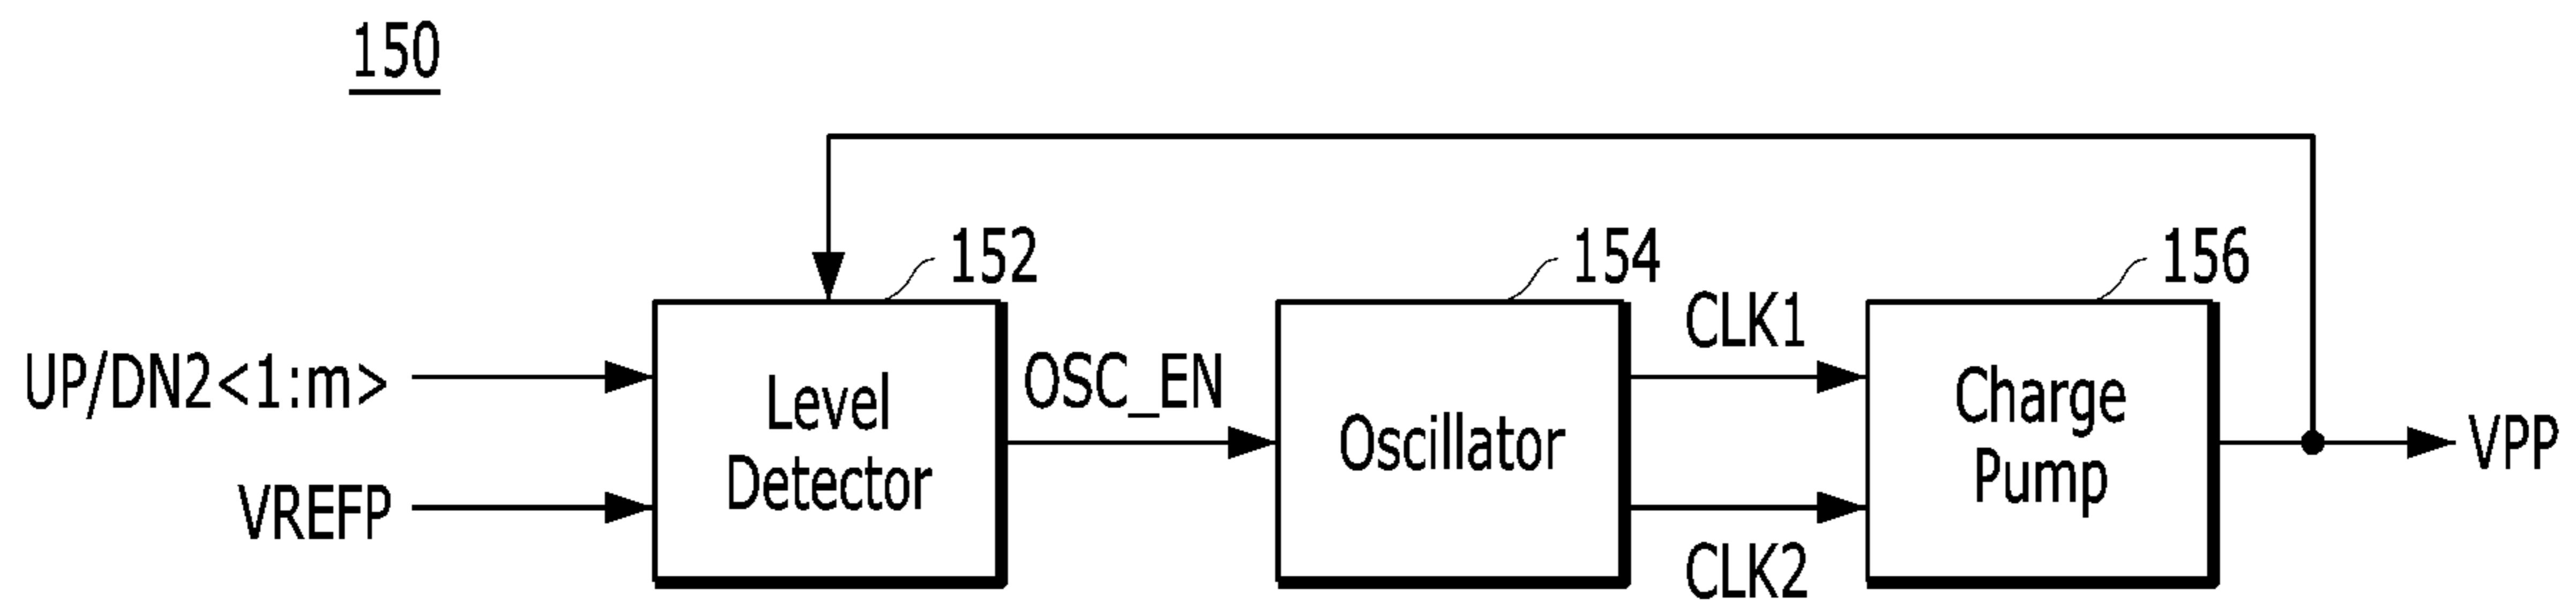 150
152
154
156
UP/DN2<1:m>
VREFP
Level
Detector
OSC_EN
Oscillator
CLK1
CLK2
Charge
Pump
VPP